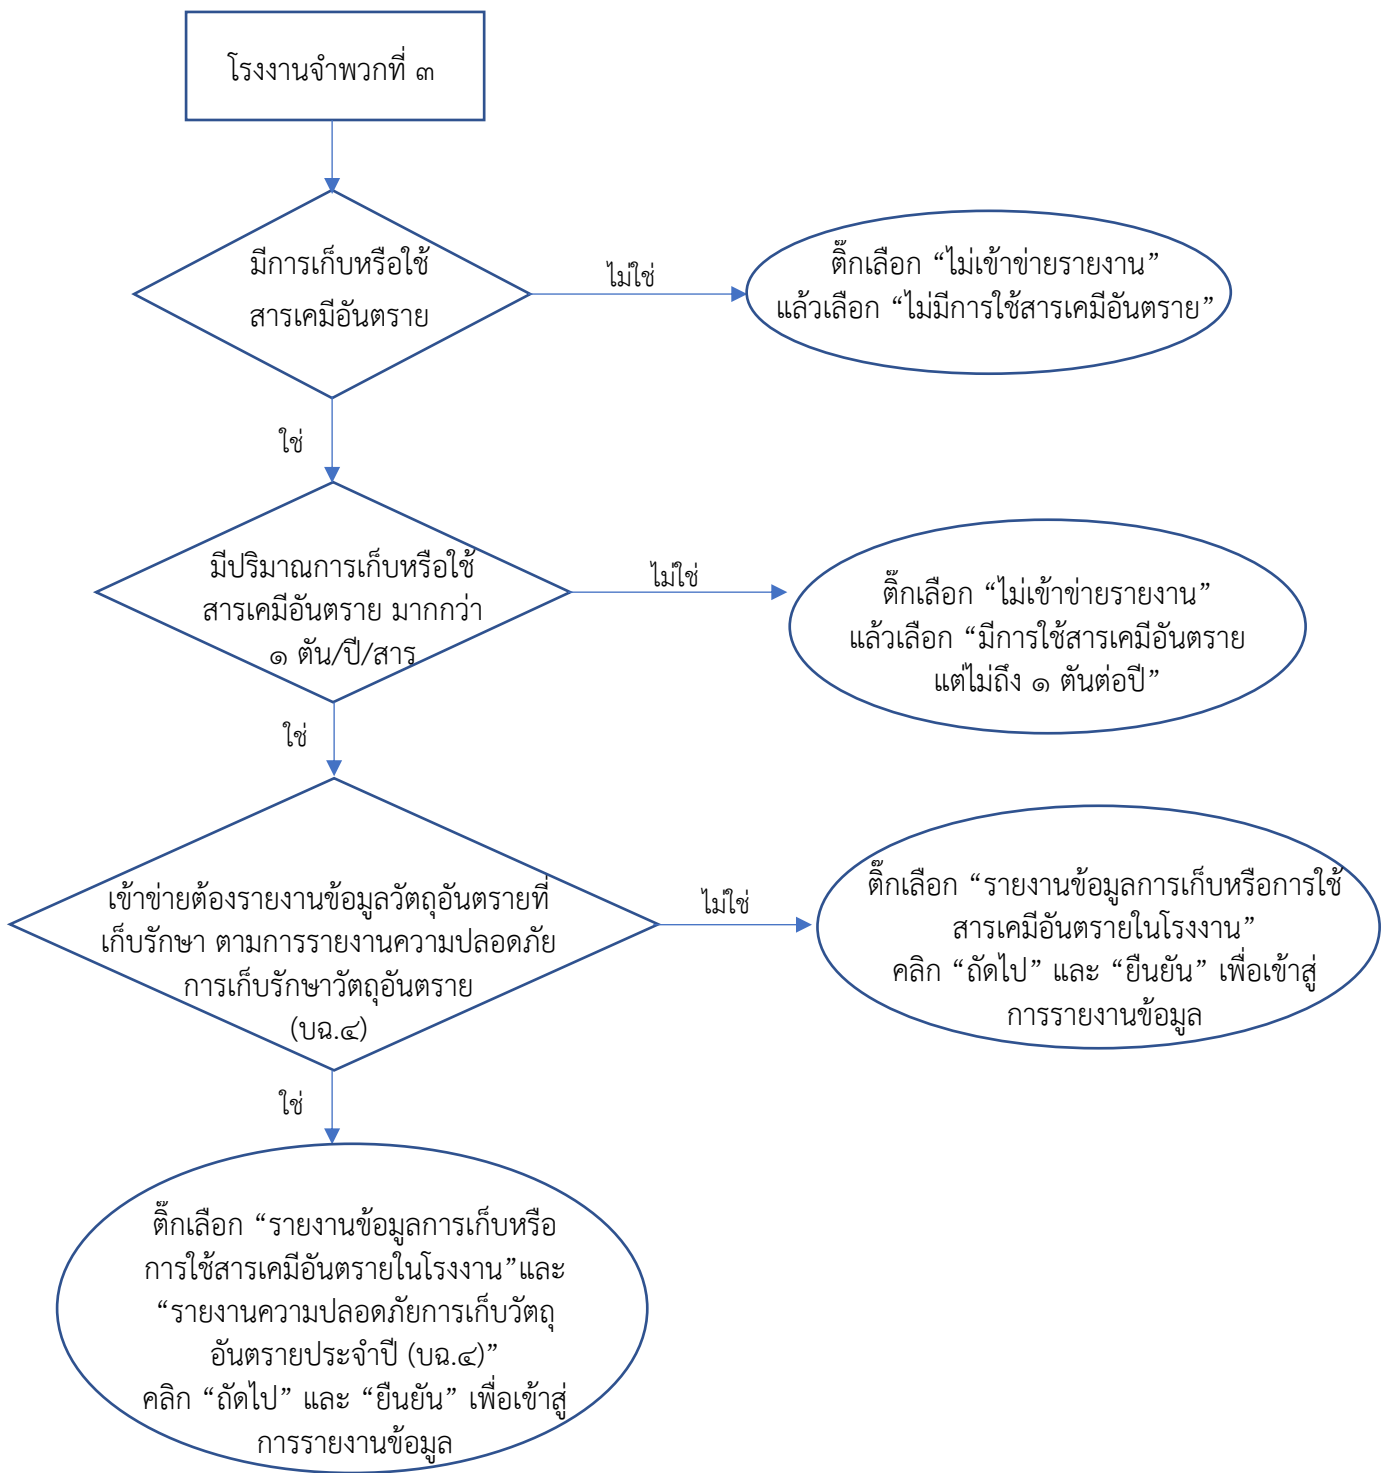 โรงงานจำพวกที่ ๓
มีการเก็บหรือใช้
สารเคมีอันตราย
ไม่ใช่
ติ๊กเลือก “ไม่เข้าข่ายรายงาน”
แล้วเลือก “ไม่มีการใช้สารเคมีอันตราย”
ใช่
มีปริมาณการเก็บหรือใช้
สารเคมีอันตราย มากกว่า
๑ ตัน/ปี/สาร
ไม่ใช่
ติ๊กเลือก “ไม่เข้าข่ายรายงาน”
แล้วเลือก “มีการใช้สารเคมีอันตราย
แต่ไม่ถึง ๑ ตันต่อปี”
ใช่
เข้าข่ายต้องรายงานข้อมูลวัตถุอันตรายที่
เก็บรักษา ตามการรายงานความปลอดภัย
การเก็บรักษาวัตถุอันตราย
(บฉ.๔)
ไม่ใช่
ติ๊กเลือก “รายงานข้อมูลการเก็บหรือการใช้
สารเคมีอันตรายในโรงงาน”
คลิก “ถัดไป” และ “ยืนยัน” เพื่อเข้าสู่
การรายงานข้อมูล
ใช่
ติ๊กเลือก “รายงานข้อมูลการเก็บหรือ
การใช้สารเคมีอันตรายในโรงงาน”และ
“รายงานความปลอดภัยการเก็บวัตถุ
อันตรายประจำปี (บฉ.๔)”
คลิก “ถัดไป” และ “ยืนยัน” เพื่อเข้าสู่
การรายงานข้อมูล